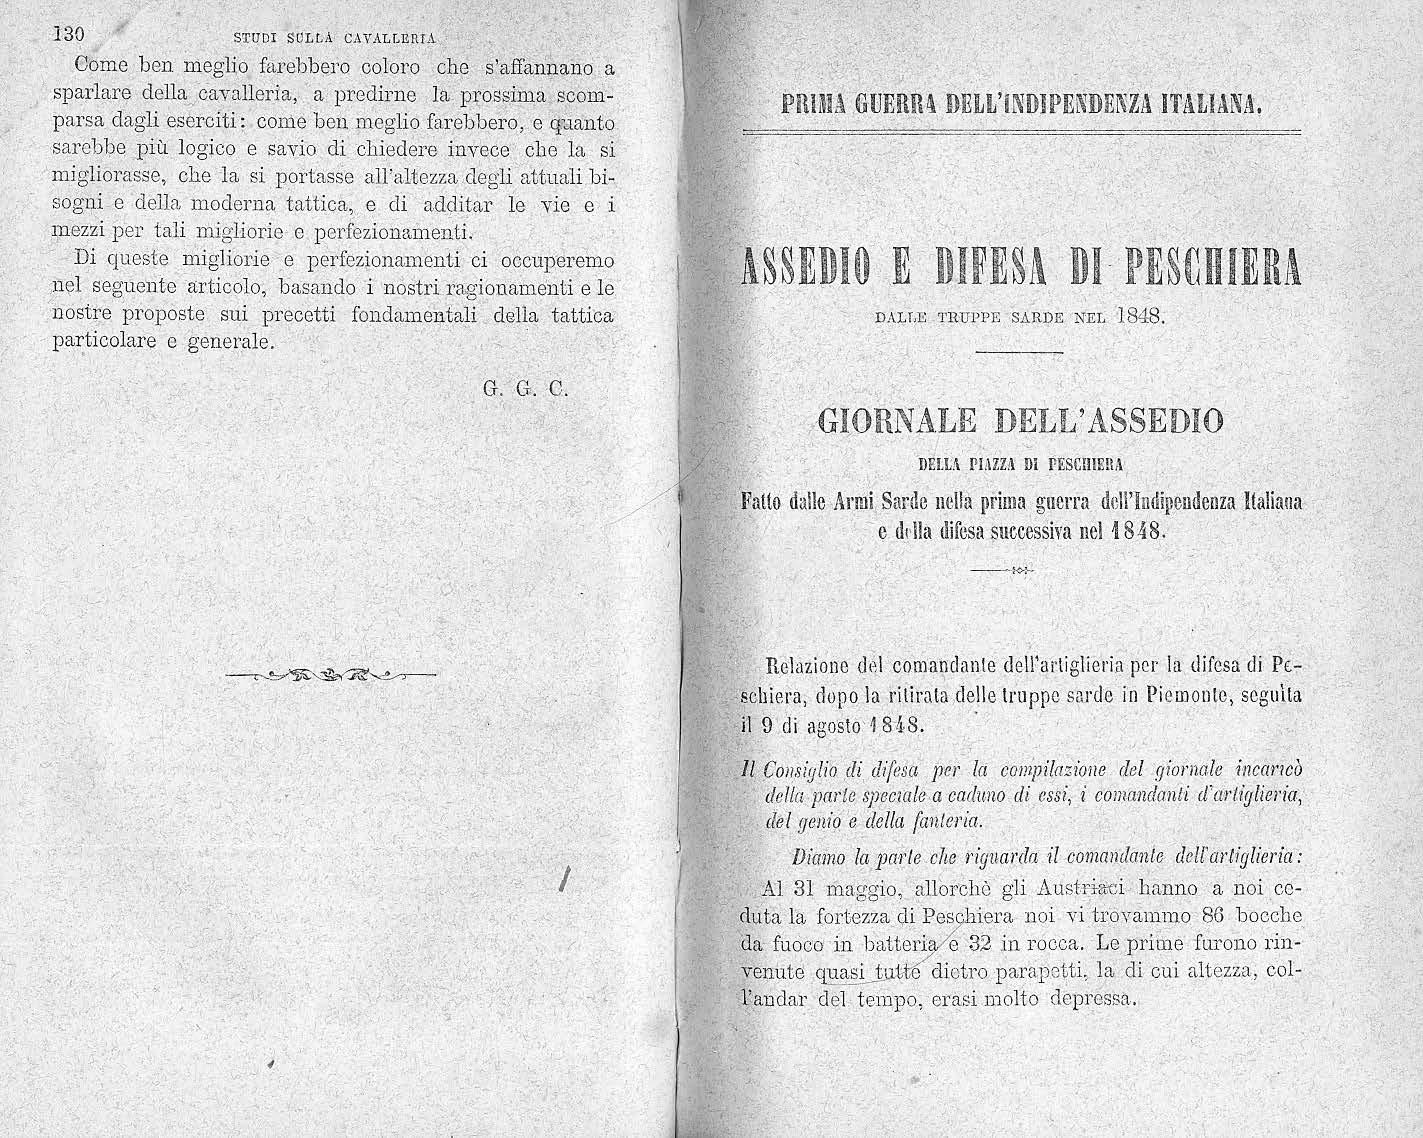 130
STUDI SULLA CAVALLERIA
Come ben meglio farebbero coloro che s'affannano a
sparlare della cavalleria, a predirne la prossima scom-
parsa dagli eserciti: come ben meglio farebbero, e quanto
sarebbe più logico e savio di chiedere invece che la si
migliorasse, che la si portasse all'altezza degli attuali bi-
sogni e della moderna tattica, e di additar le vie e i
mezzi per tali migliorie e perfezionamenti.
Di queste migliorie e perfezionamenti ci occuperemo
nel seguente articolo, basando i nostri ragionamenti e le
nostre proposte sui precetti fondamentali della tattica
particolare e generale.
G. G. C.
PRIMA GUERRA DELL'INDIPENDENZA ITALIANA.
ASSEDIO E DIFESA DI PESCHIERA
DALLE TRUPPE SARDE NEL 1848.
GIORNALE DELL'ASSEDIO
DELLA PIAZZA DI PESCHIERA
Fatto dalle Armi Sarde nella prima guerra dell'Indipendenza Italiana
e della difesa successiva nel 1848.
Relazione del comandante dell'artiglieria per la difesa di Pe-
schiera, dopo la ritirata delle truppe sarde in Piemonte, seguita
il 9 di agosto 1848.
Il Consiglio di difesa per la compilazione del giornale incaricò
della parte speciale a caduno di essi, i comandanti d'artiglieria,
del genio e della fanteria.
Diamo la parte che riguarda il comandante dell'artiglieria:
Al 31 maggio, allorchè gli Austriaci hanno a noi ce-
duta la fortezza di Peschiera noi vi trovammo 86 bocche
da fuoco in batteria e 32 in rocca. Le prime furono rin-
venute quasi tutte dietro parapetti, la di cui altezza, col-
l'andar del tempo, erasi molto depressa.